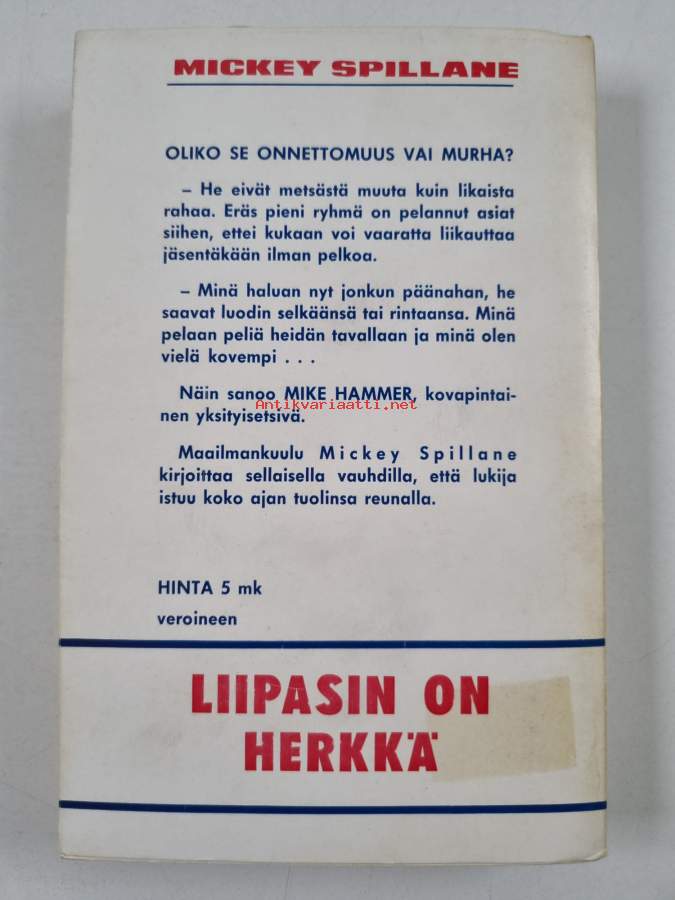 MICKEY SPILLANE
OLIKO SE ONNETTOMUUS VAI MURHA?
– He eivät metsästä muuta kuin likaista
rahaa. Eräs pieni ryhmä on pelannut asiat
siihen, ettei kukaan voi vaaratta liikauttaa
jäsentäkään ilman pelkoa.
– Minä haluan nyt jonkun päänahan, he
saavat luodin selkäänsä tai rintaansa. Minä
pelaan peliä heidän tavallaan ja minä olen
vielä kovempi . . .
Näin sanoo MIKE HAMMER, kovapintai-
Antikvariaatti.net
nen yksityisetsivä.
Maailmankuulu Mickey Spillane
kirjoittaa sellaisella vauhdilla, että lukija
istuu koko ajan tuolinsa reunalla.
HINTA 5 mk
veroineen
LIIPASIN ON
HERKKÄ